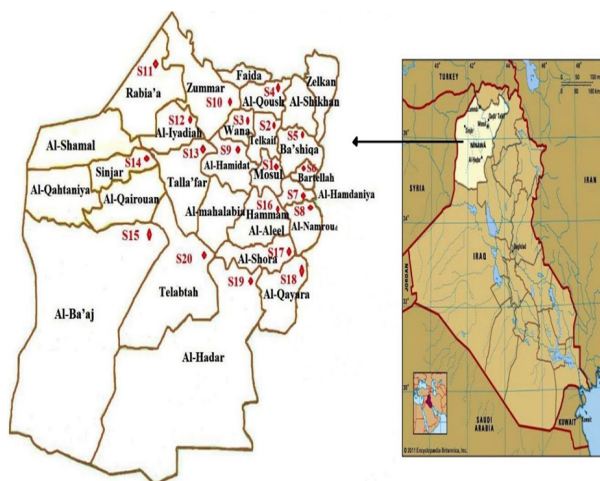 Zelkan
Faida
S11
Zummar
S4
Rabia'a
S10
Al-Qoush
Al-Shikhan
S12
S3
S2
Wana
Al-Iyadiah
Telkaif
S5
Al-Shamal
S13
S9
Ba'shiqa
S14
Al-Hamidat
S1
S6
Sinjar
Mosul
Bartellah
Talla'far
Al-Qahtaniya
S7
Al-Hamdaniya
Al-Qairouan
Al-mahalabia
S16
S8
Hammam
Al-Aleel
Al-Namroud
S15
S20
Al-Shora
S17
S18
S19
Telabtah
Al-Qayara
Al-Ba'aj
Al-Hadar
TURKEY
SYRIA
NINAWA
IRAQ
Baghdad
JORDAN
SAUDI
ARABIA
KUWAIT
Kuwait
© 2011 Encyclopædia Britannica, Inc.